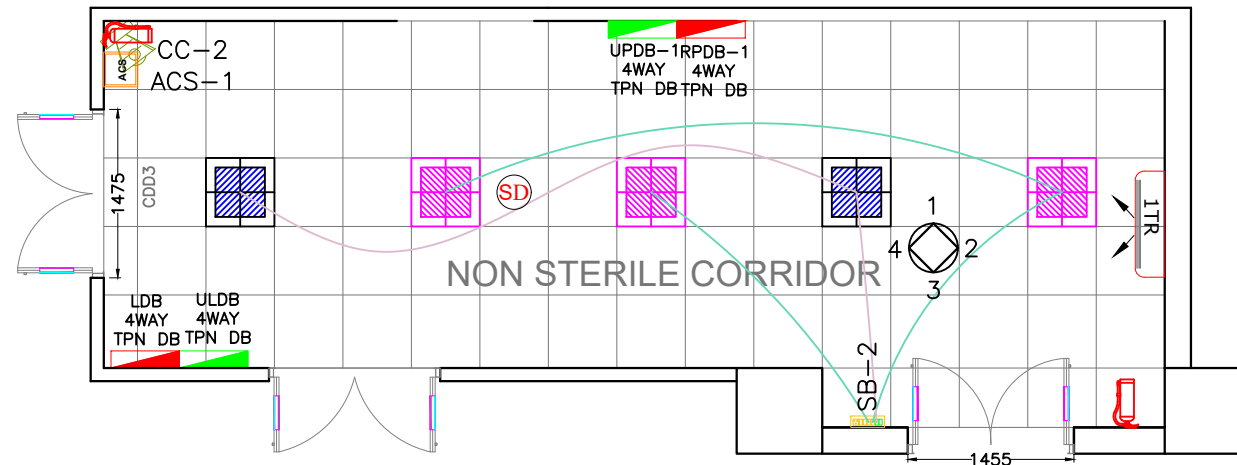 CC-2
ACS
ACS-1
UPDB-1
4WAY
TPN DB
RPDB-1
4WAY
TPN DB
1475
CDD3
SD
1TR
1
4
2
3
NON STERILE CORRIDOR
LDB
4WAY
TPN DB
ULDB
4WAY
TPN DB
SB-2
1455